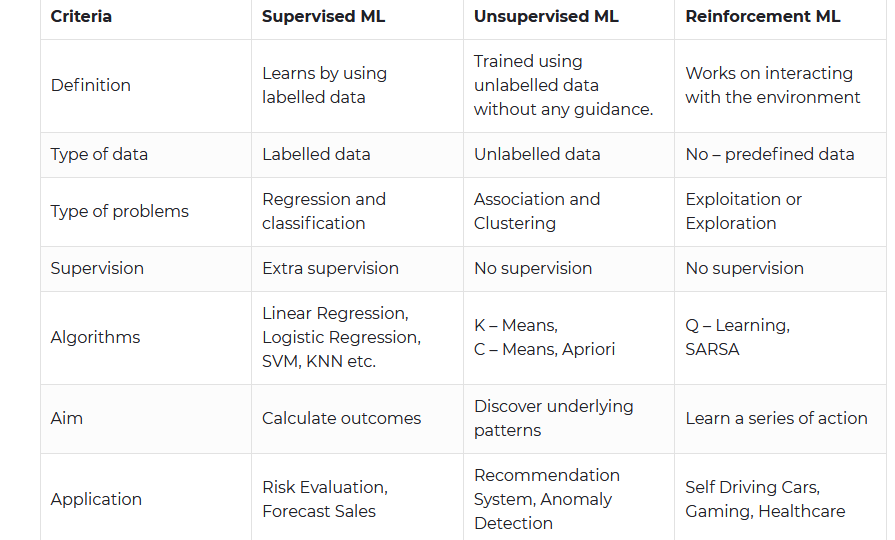 Criteria
Supervised ML
Unsupervised ML
Reinforcement ML
Definition
Learns by using
labelled data
Trained using
unlabelled data
without any guidance.
Works on interacting
with the environment
Type of data
Labelled data
Unlabelled data
No – predefined data
Type of problems
Regression and
classification
Association and
Clustering
Exploitation or
Exploration
Supervision
Extra supervision
No supervision
No supervision
Algorithms
Linear Regression,
Logistic Regression,
SVM, KNN etc.
K – Means,
C – Means, Apriori
Q – Learning,
SARSA
Aim
Calculate outcomes
Discover underlying
patterns
Learn a series of action
Application
Risk Evaluation,
Forecast Sales
Recommendation
System, Anomaly
Detection
Self Driving Cars,
Gaming, Healthcare